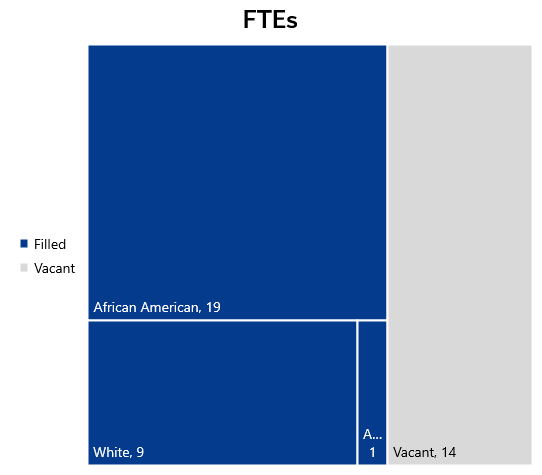 FTEs
Filled
Vacant
African American, 19
White, 9
A...
1
Vacant, 14